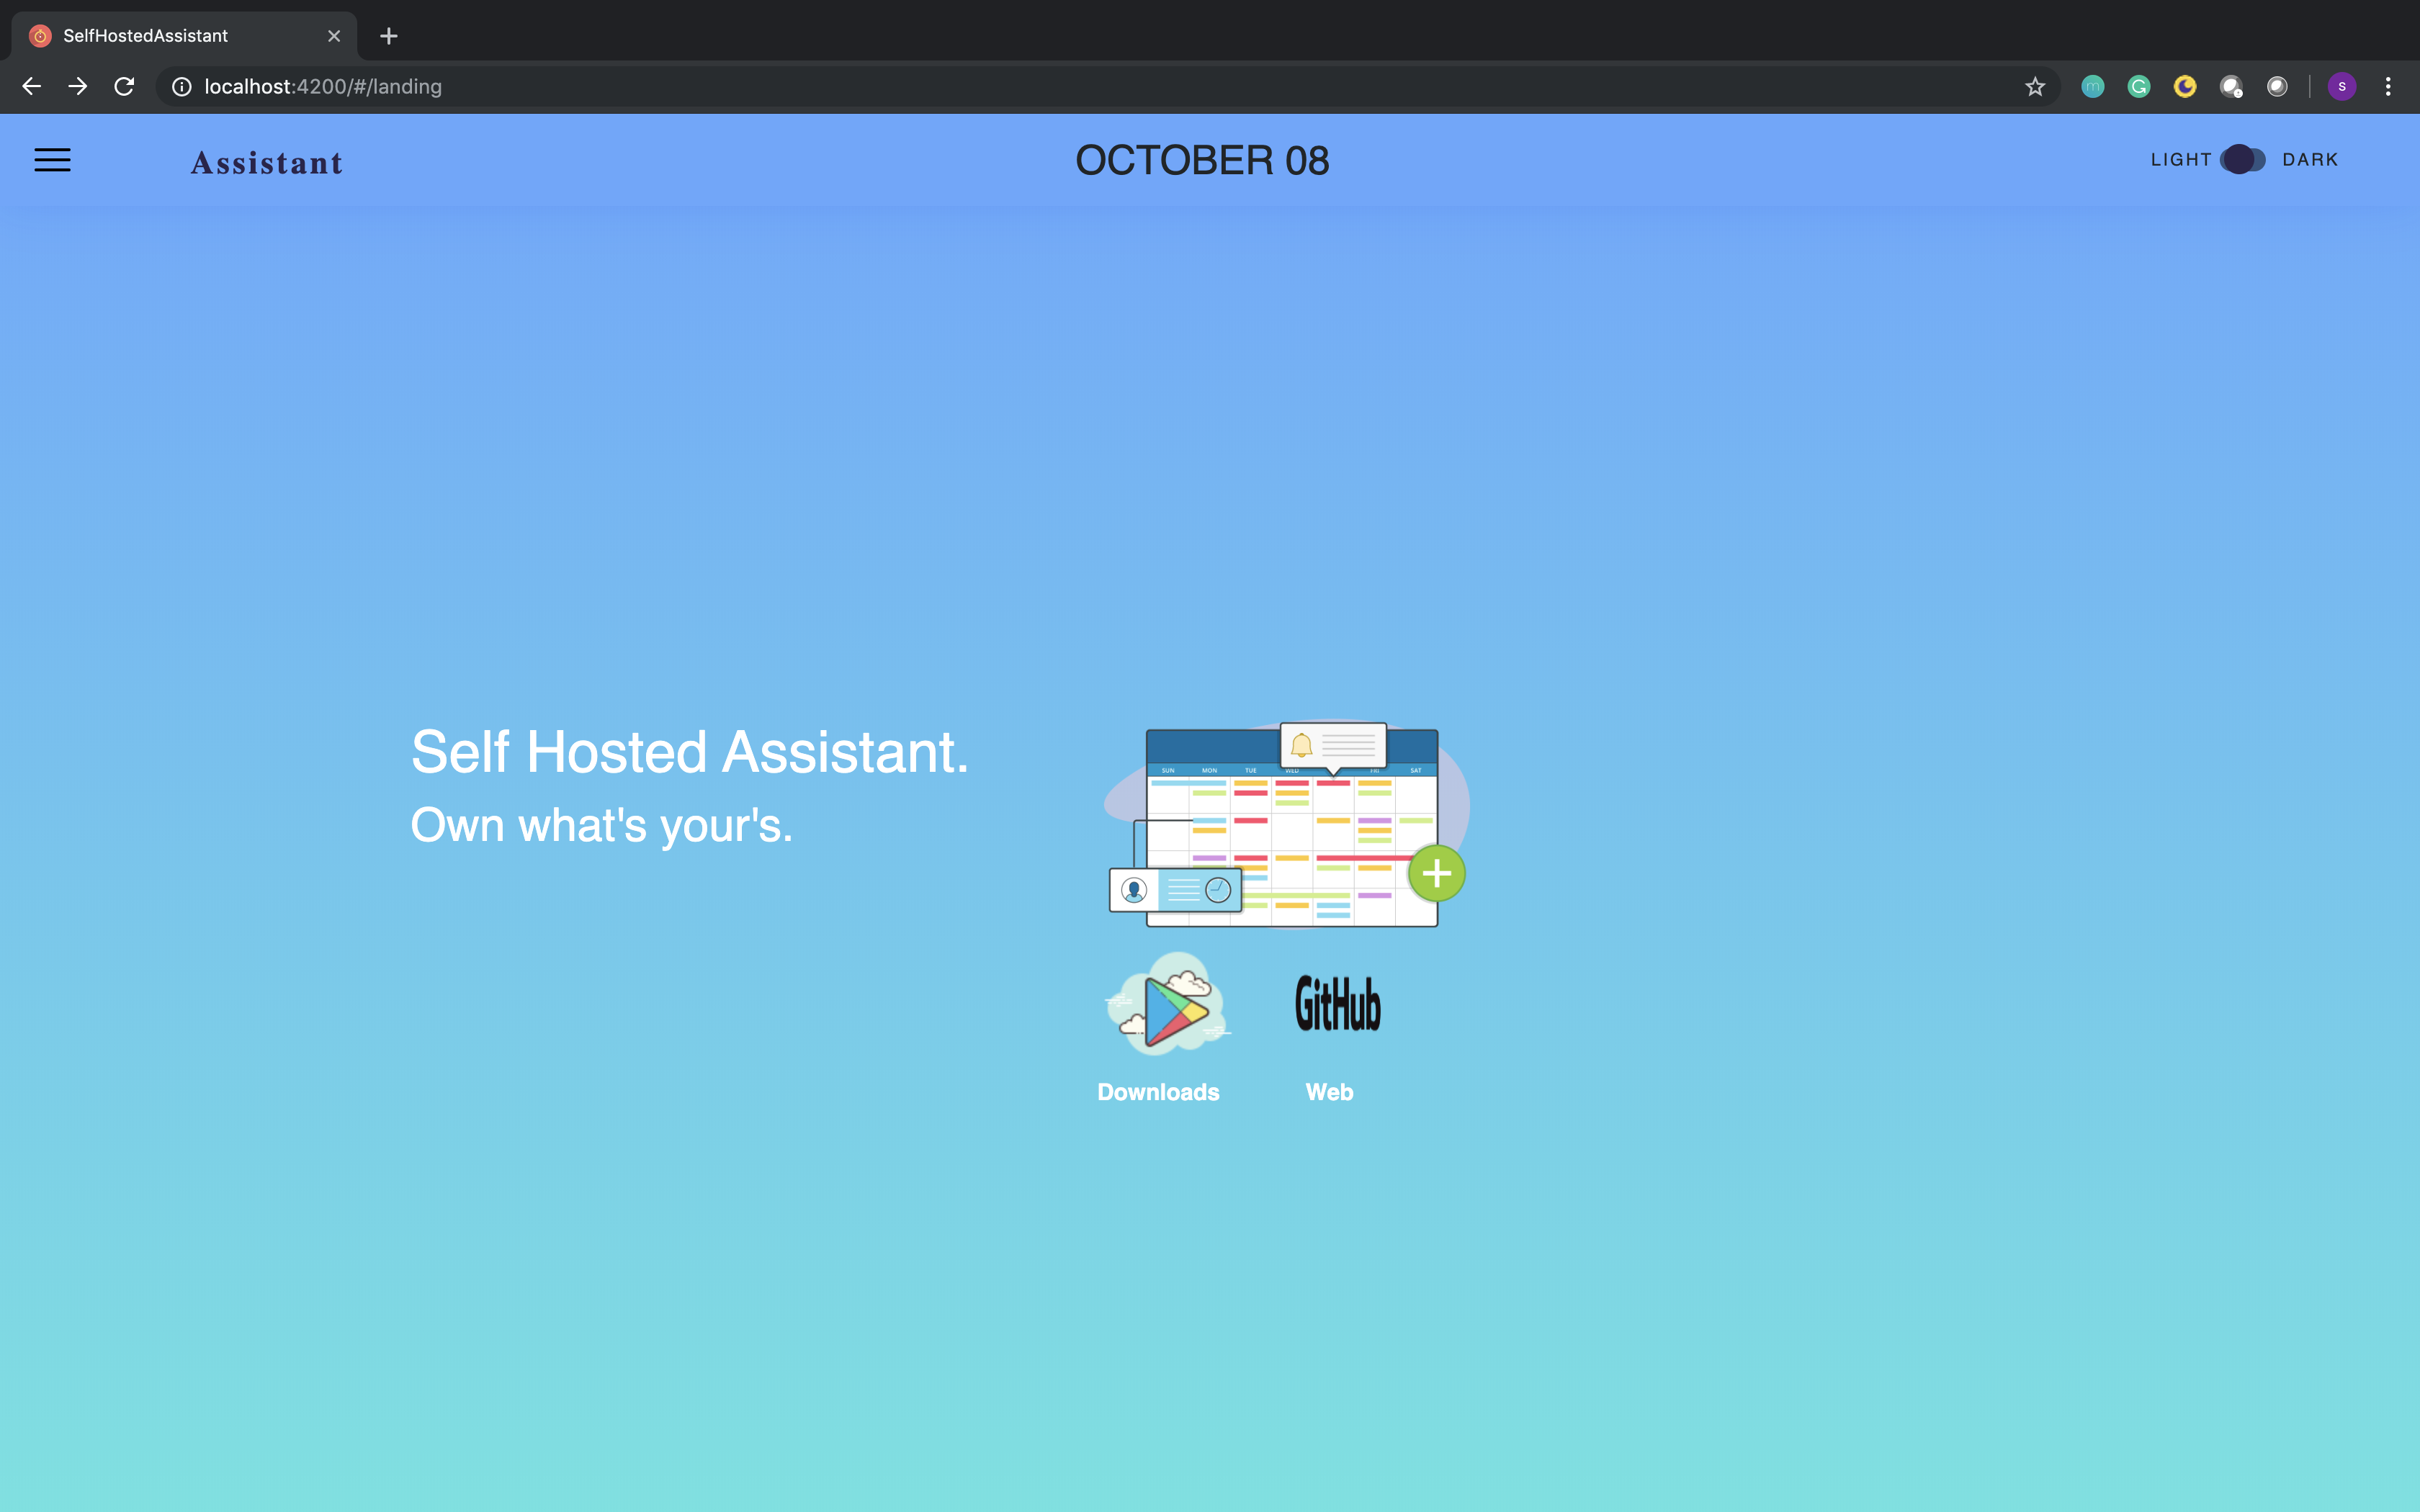 SelfHostedAssistant
localhost:4200/#/landing
S
Assistant
OCTOBER 08
LIGHT DARK
Self Hosted Assistant.
Own what's your's.
SUN MON TUE WED FRI SAT
GitHub
Downloads Web